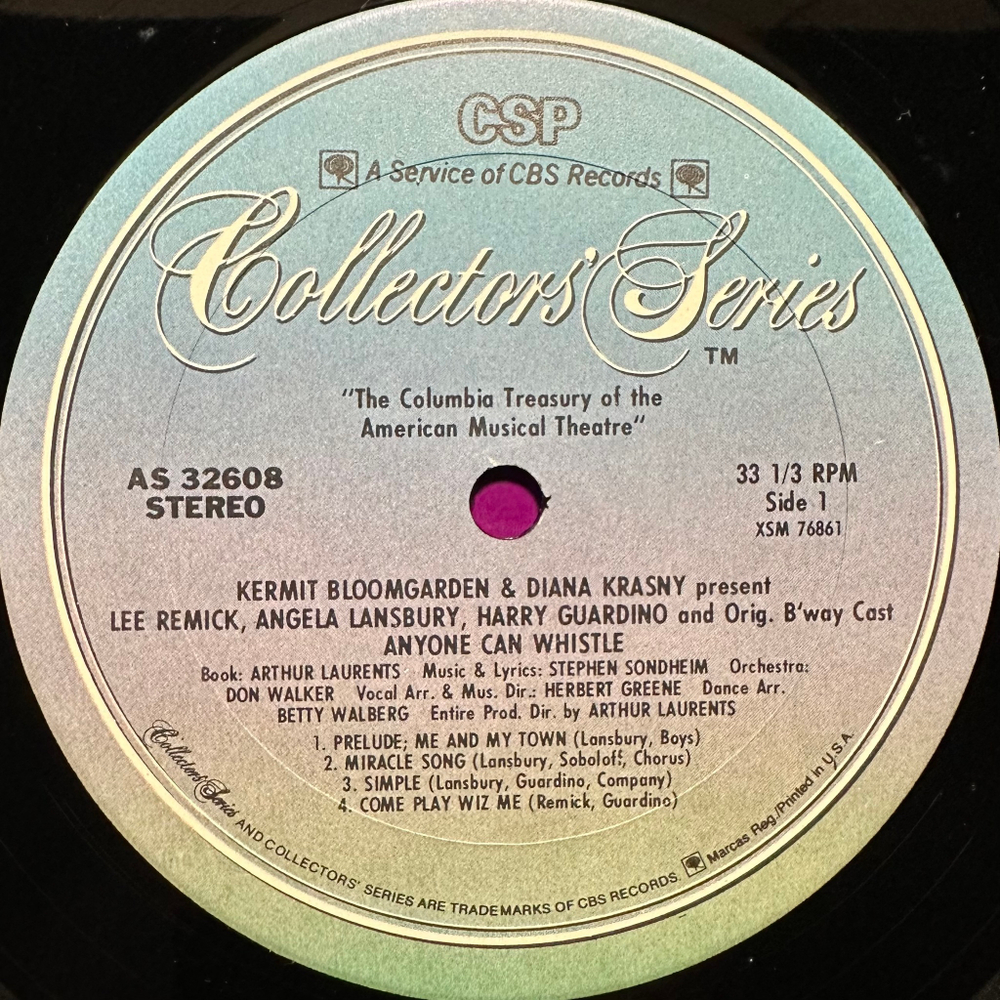 CSP
A Service of CBS Records
Collectors' Series
TM
"The Columbia Treasury of the
American Musical Theatre"
AS 32608
STEREO
33 1/3 RPM
Side 1
XSM 76861
KERMIT BLOOMGARDEN & DIANA KRASNY present
LEE REMICK, ANGELA LANSBURY, HARRY GUARDINO and Orig. B'way Cast
ANYONE CAN WHISTLE
Book: ARTHUR LAURENTS Music & Lyrics: STEPHEN SONDHEIM Orchestra:
DON WALKER Vocal Arr. & Mus. Dir.: HERBERT GREENE Dance Arr.
BETTY WALBERG Entire Prod. Dir. by ARTHUR LAURENTS
1. PRELUDE; ME AND MY TOWN (Lansbury, Boys)
2. MIRACLE SONG (Lansbury, Soboloff, Chorus)
3. SIMPLE (Lansbury, Guardino, Company)
4. COME PLAY WIZ ME (Remick, Guardino)
Collectors' Series AND COLLECTORS' SERIES ARE TRADEMARKS OF CBS RECORDS. Marcas Reg./Printed in U.S.A.